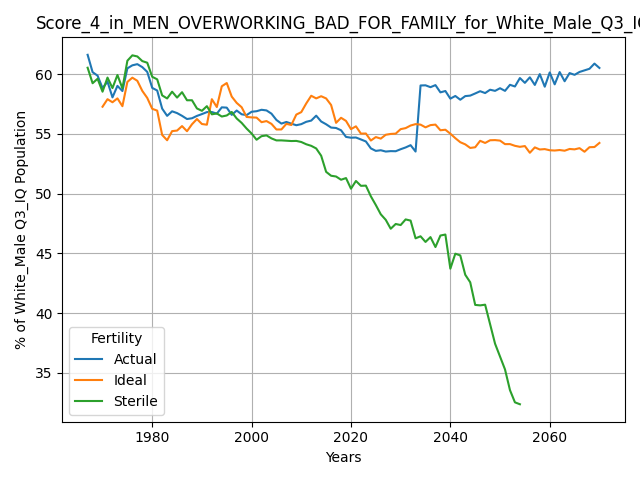 Score_4_in_MEN_OVERWORKING_BAD_FOR_FAMILY_for_White_Male_Q3_IQ
% of White_Male Q3_IQ Population
60
55
50
45
40
35
Fertility
Actual
Ideal
Sterile
1980 2000 2020 2040 2060
Years